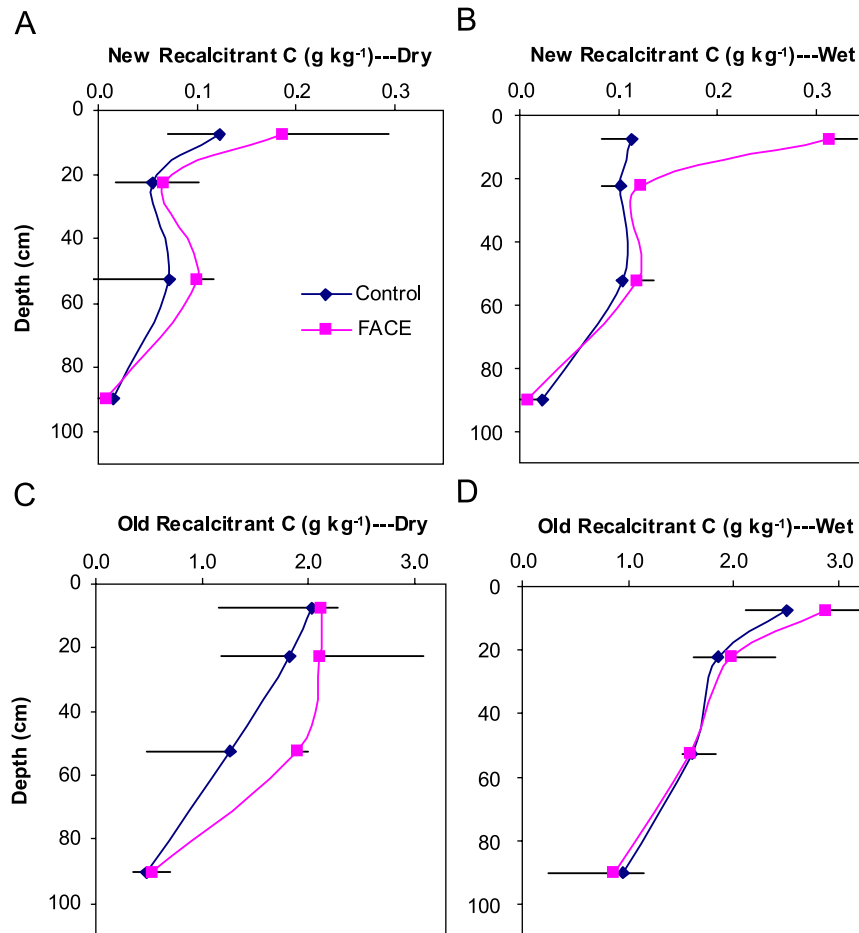 A
New Recalcitrant C (g kg⁻¹)---Dry
0.0 0.1 0.2 0.3
0
20
40
60
80
100
Depth (cm)
Control
FACE
B
New Recalcitrant C (g kg⁻¹)---Wet
0.0 0.1 0.2 0.3
0
20
40
60
80
100
C
Old Recalcitrant C (g kg⁻¹)---Dry
0.0 1.0 2.0 3.0
0
20
40
60
80
100
Depth (cm)
D
Old Recalcitrant C (g kg⁻¹)---Wet
0.0 1.0 2.0 3.0
0
20
40
60
80
100